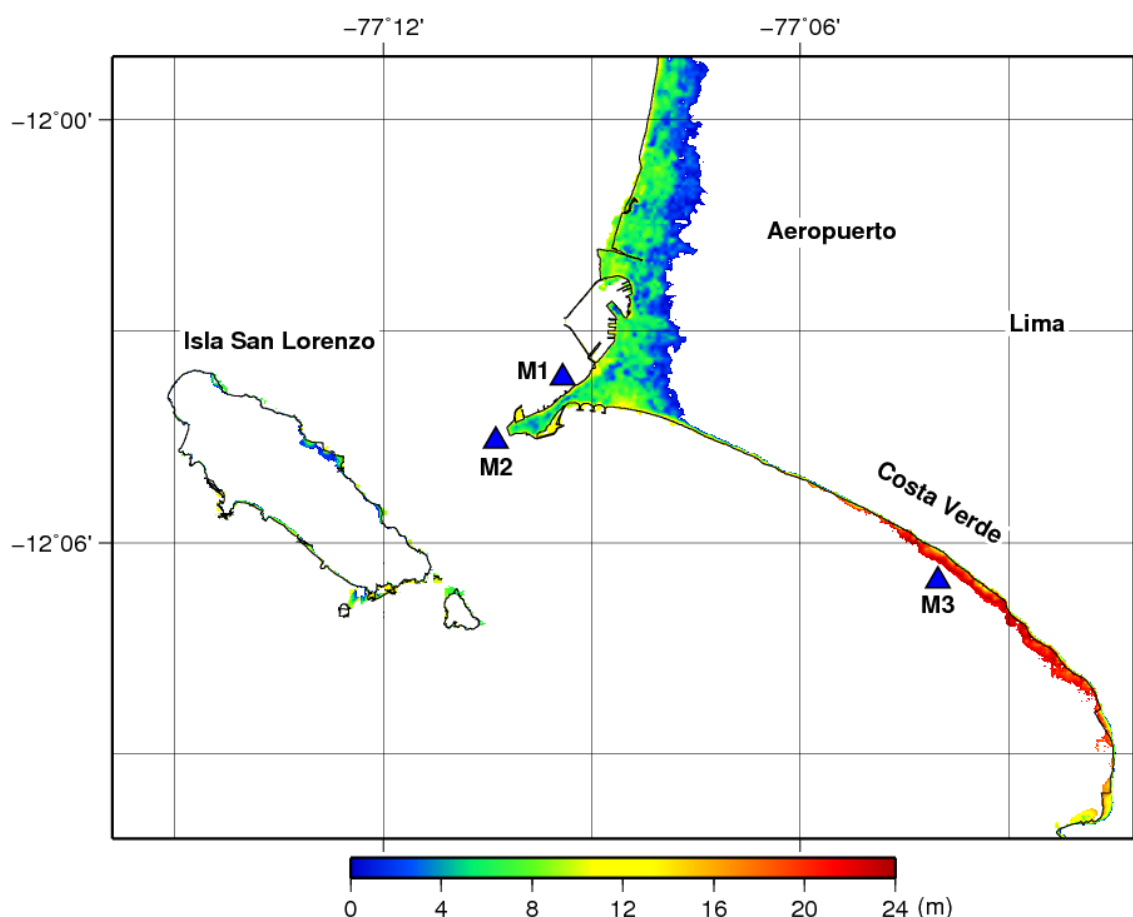 −77˚12' −77˚06'
−12˚00'
Aeropuerto
Lima
Isla San Lorenzo
M1
M2
Costa Verde
−12˚06'
M3
0 4 8 12 16 20 24 (m)